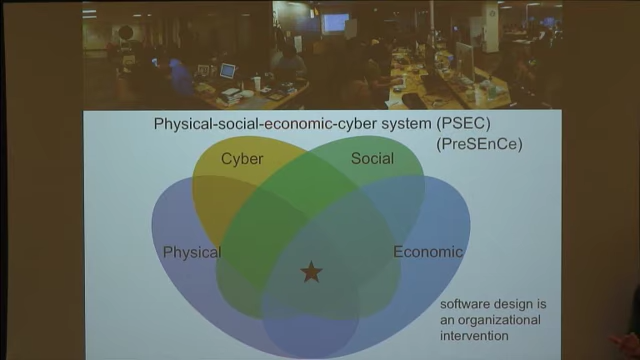 Physical-social-economic-cyber system (PSEC)
(PreSEnCe)
Cyber
Social
Physical
Economic
software design is
an organizational
intervention